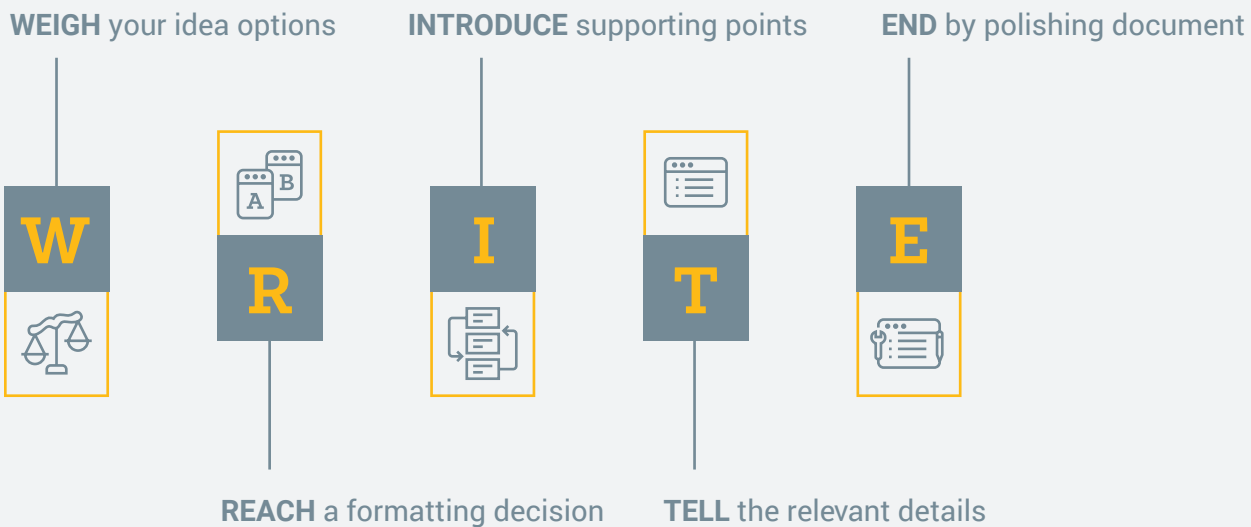 WEIGH your idea options
INTRODUCE supporting points
END by polishing document
A
B
W
R
I
T
E
REACH a formatting decision
TELL the relevant details